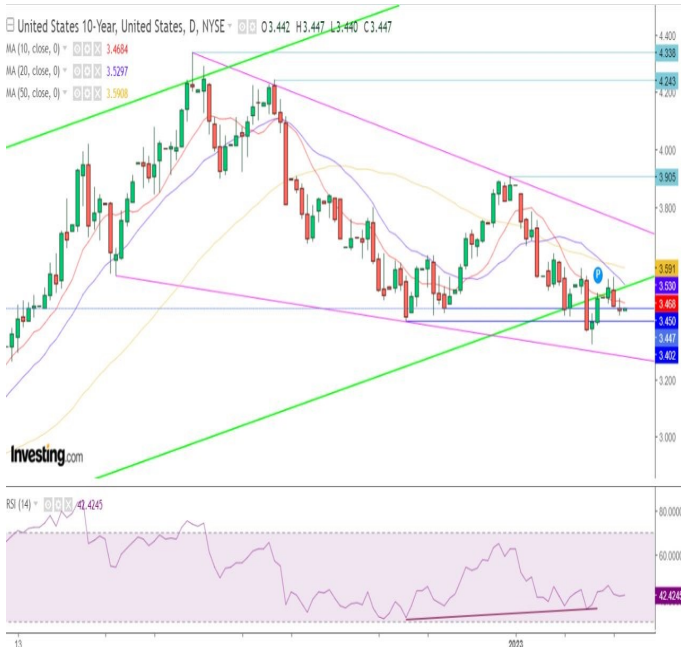 United States 10-Year, United States, D, NYSE O3.442 H3.447 L3.440 C3.447
MA (10, close, 0) 3.4684
MA (20, close, 0) 3.5297
MA (50, close, 0) 3.5908
4.400
4.338
4.243
4.200
4.000
3.905
3.800
3.591
3.530
3.468
3.450
3.447
3.402
3.200
3.000
P
Investing.com
RSI (14) 42.4245
80.0000
60.0000
42.4245
13
2023